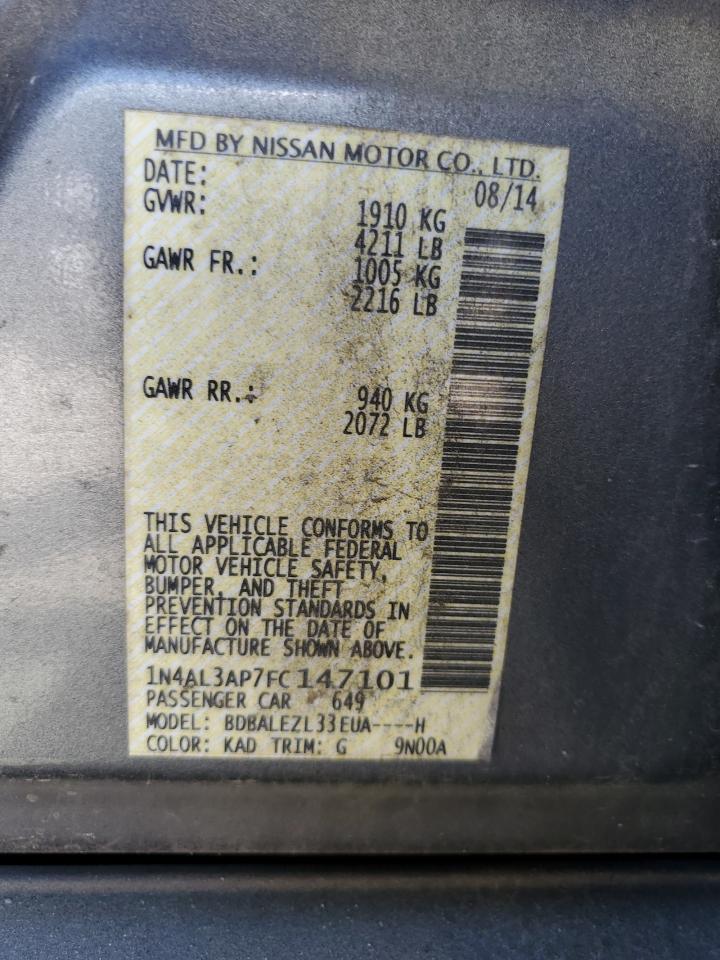 MFD BY NISSAN MOTOR CO., LTD.
DATE: 08/14
GVWR: 1910 KG
4211 LB
GAWR FR.: 1005 KG
2216 LB
GAWR RR.: 940 KG
2072 LB
THIS VEHICLE CONFORMS TO
ALL APPLICABLE FEDERAL
MOTOR VEHICLE SAFETY,
BUMPER, AND THEFT
PREVENTION STANDARDS IN
EFFECT ON THE DATE OF
MANUFACTURE SHOWN ABOVE.
1N4AL3AP7FC147101
PASSENGER CAR 649
MODEL: BDBALEZL33EUA----H
COLOR: KAD TRIM: G 9N00A